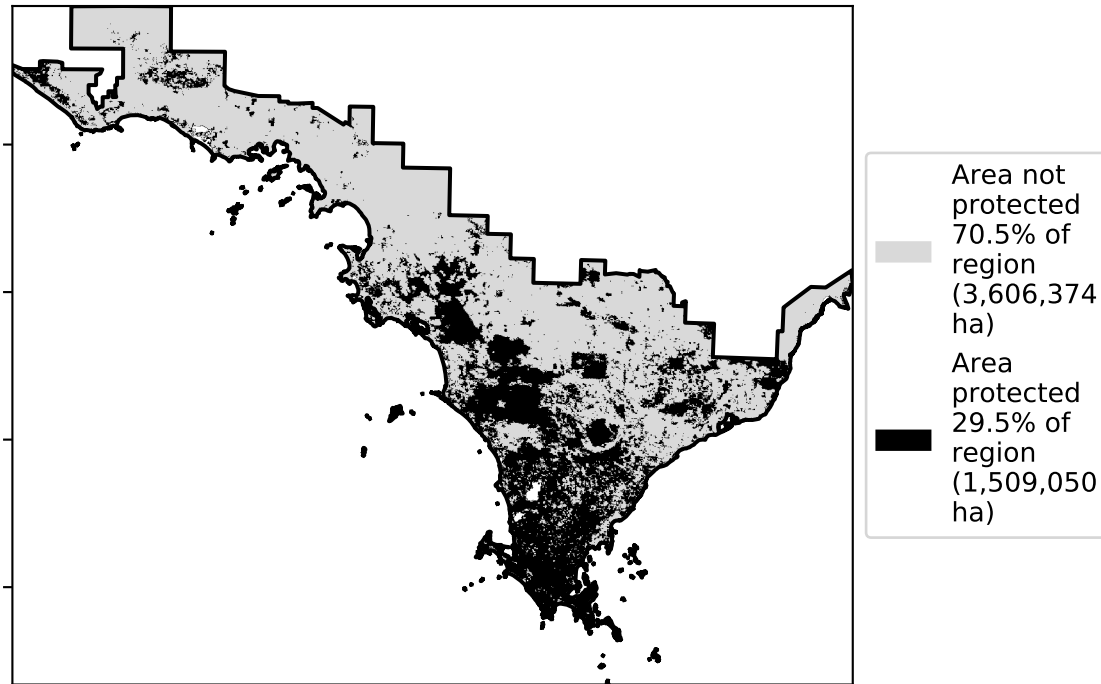 Area not
protected
70.5% of
region
(3,606,374
ha)
Area
protected
29.5% of
region
(1,509,050
ha)